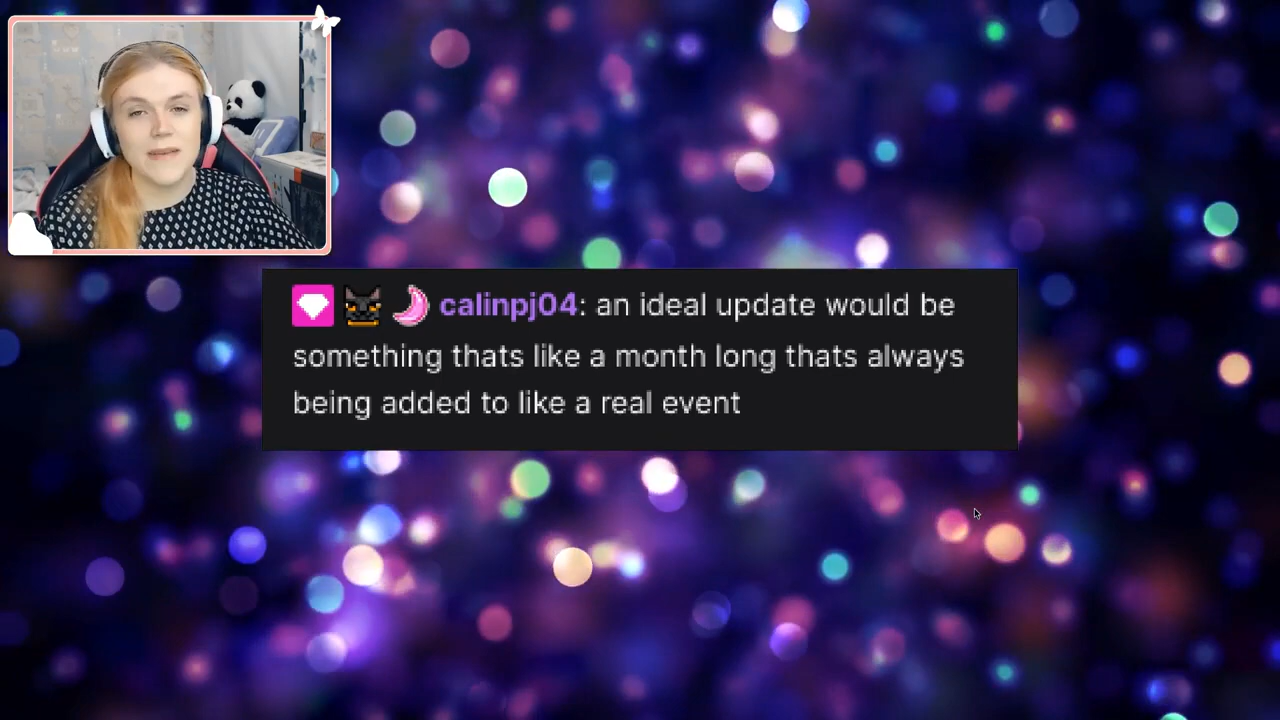 calinpj04: an ideal update would be
something thats like a month long thats always
being added to like a real event